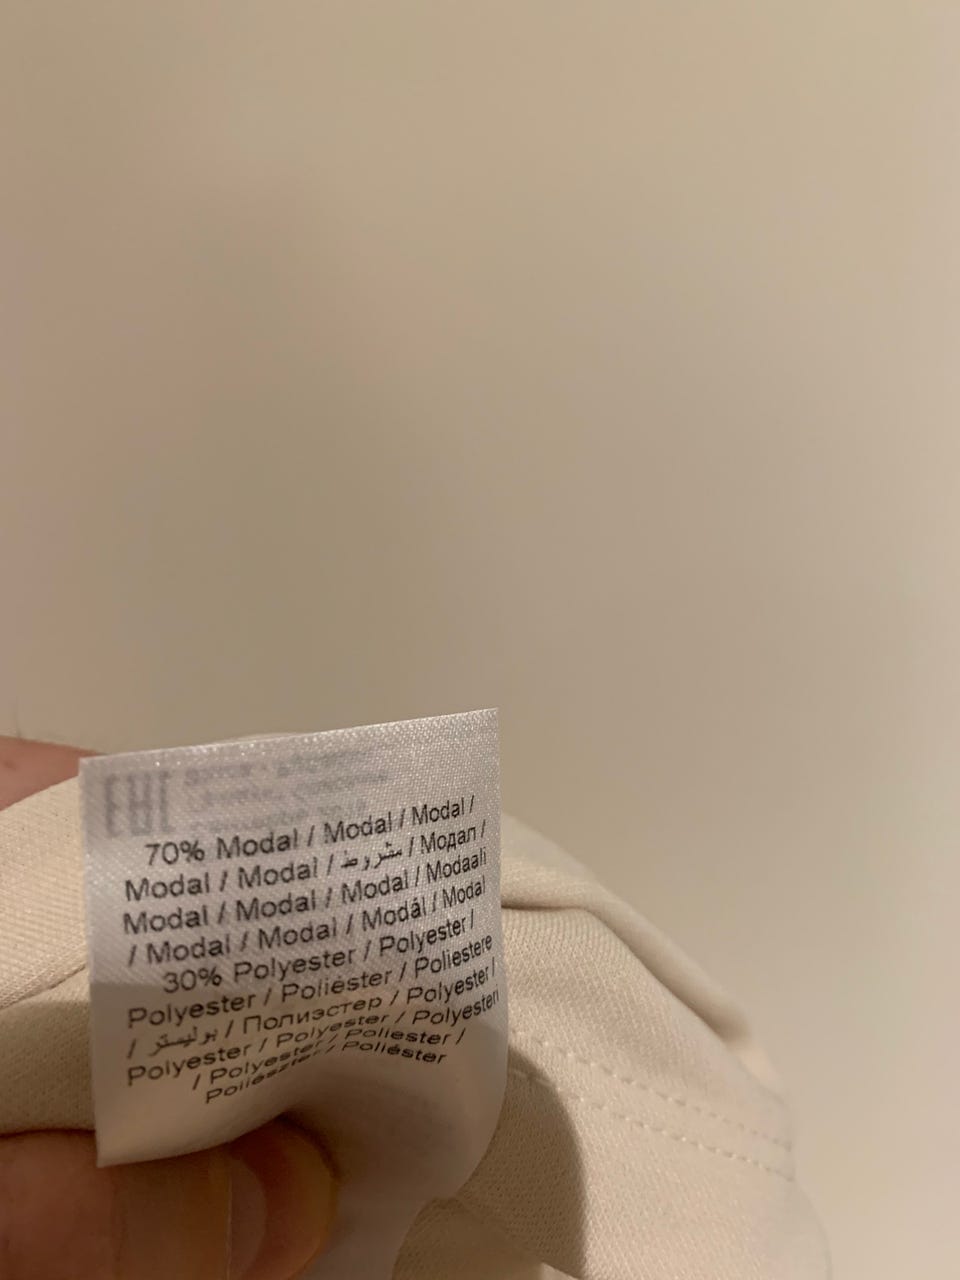 70% Modal / Modal / Modal /
Modal / Modal / مشروط / Модал /
Modal / Modal / Modal / Modaali
/ Modal / Modal / Modál / Modal
30% Polyester / Polyester /
Polyester / Poliéster / Poliestere
/ بوليستر / Полиэстер / Polyester /
Polyester / Polyester / Polyesteri
/ Polyester / Poliester /
Poliészter / Poliéster